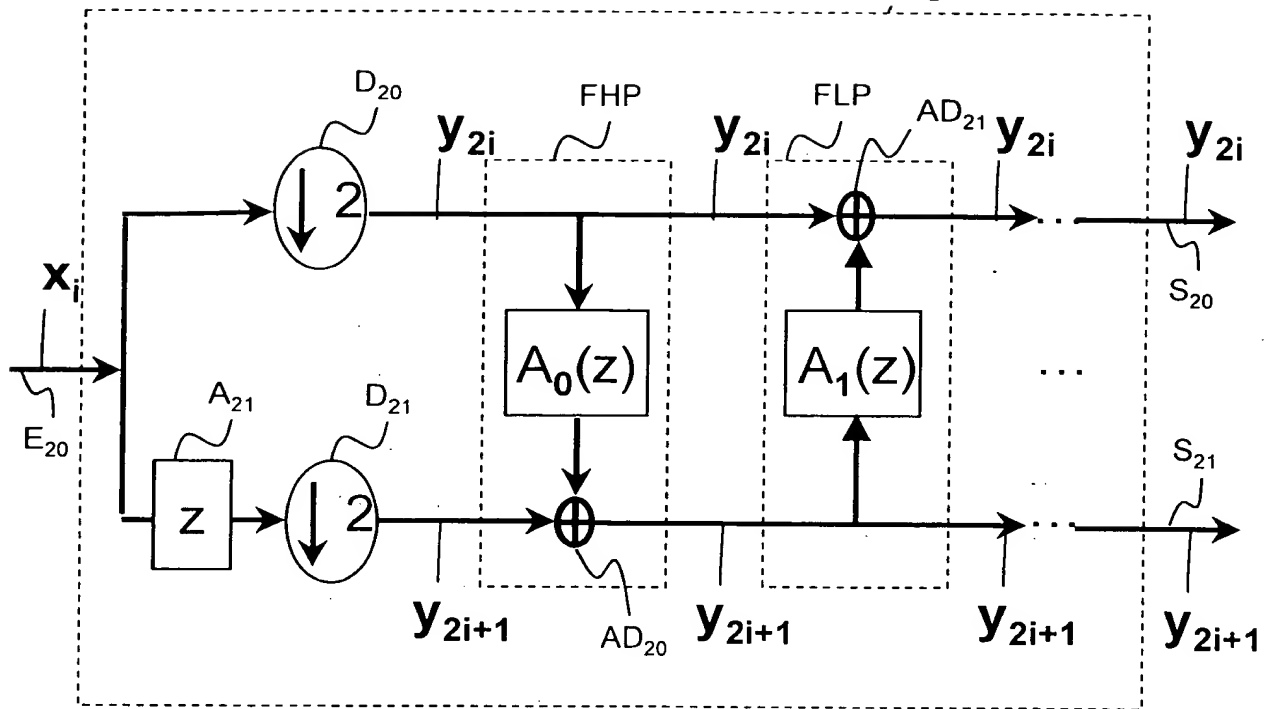 D20
FHP
FLP
AD21
y2i
y2i
y2i
y2i
↓ 2
xi
S20
A0(z)
A1(z)
...
A21
D21
E20
S21
z
↓ 2
y2i+1
AD20
y2i+1
y2i+1
y2i+1